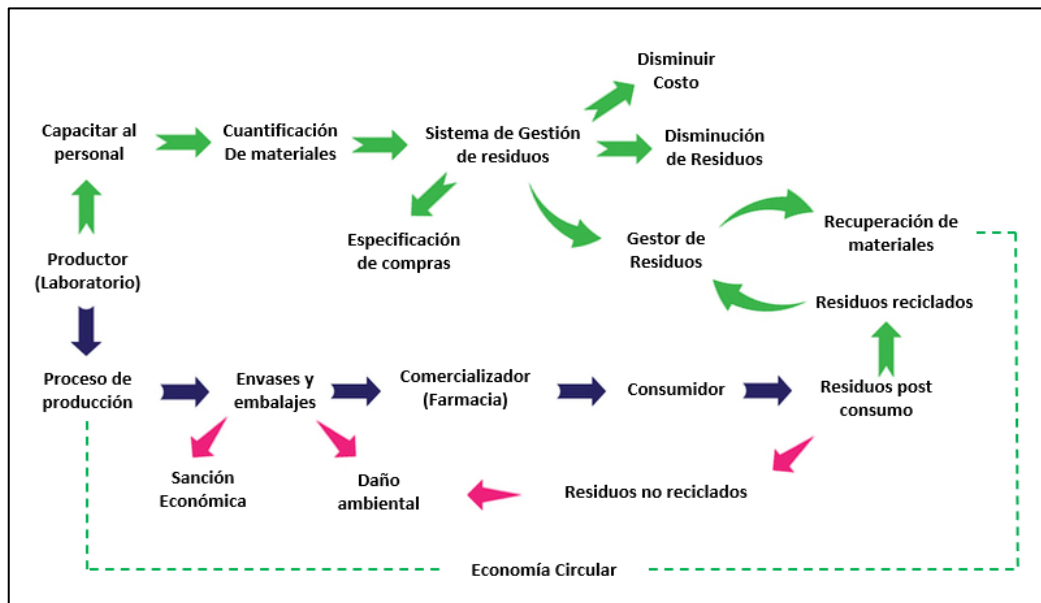 Disminuir
Costo
Capacitar al
personal
Cuantificación
De materiales
Sistema de Gestión
de residuos
Disminución
de Residuos
Especificación
de compras
Gestor de
Residuos
Recuperación de
materiales
Productor
(Laboratorio)
Residuos reciclados
Proceso de
producción
Envases y
embalajes
Comercializador
(Farmacia)
Consumidor
Residuos post
consumo
Sanción
Económica
Daño
ambiental
Residuos no reciclados
Economía Circular